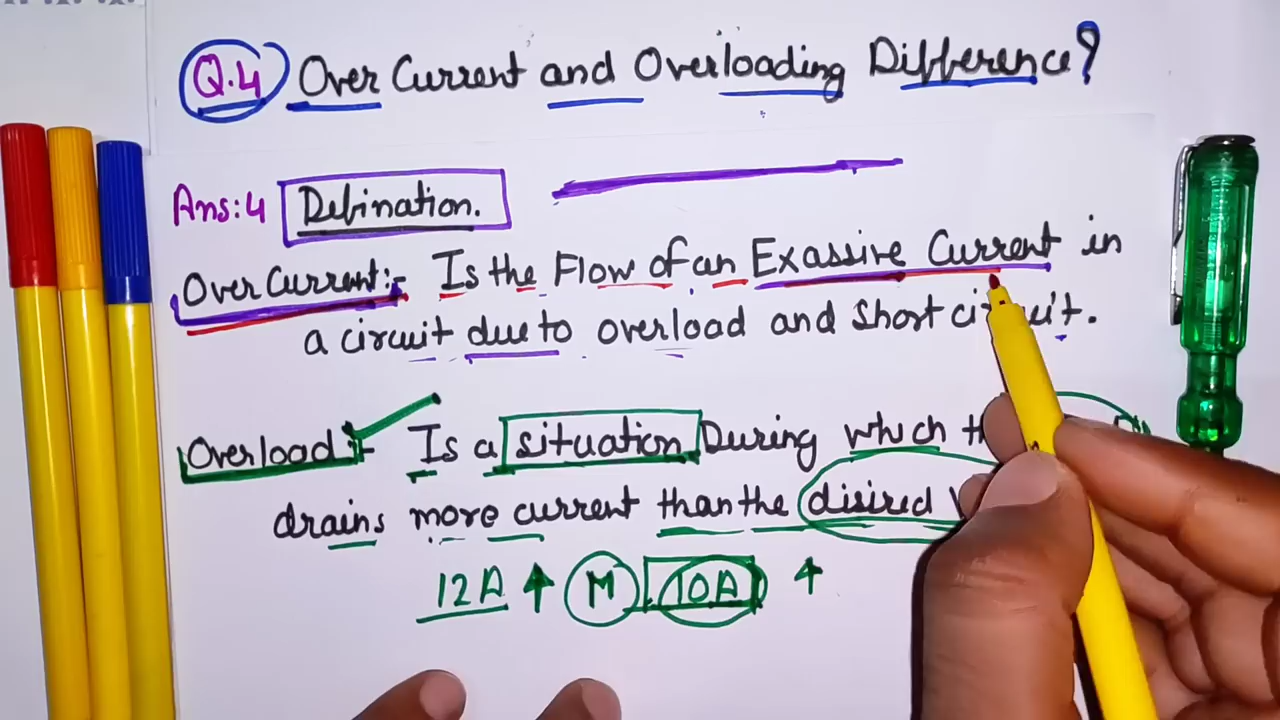 Q.4 Over Current and Overloading Difference?
Ans:4 Defination.
Over Current:- Is the Flow of an Exassive Current in
a circuit due to overload and short circuit.
Overload:- Is a situation During which
drains more current than the disired
12A ↑ M 10A ↑